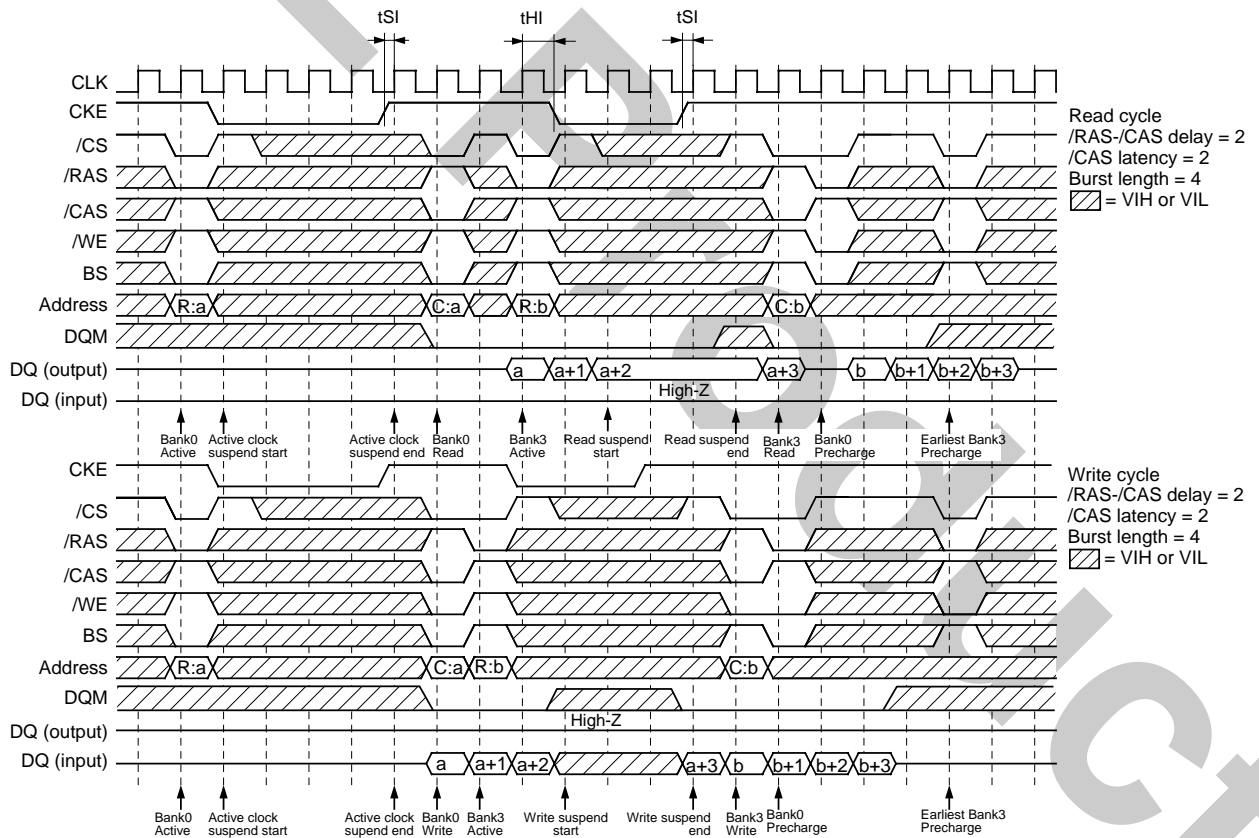 tSI tHI tSI
CLK
CKE
/CS
/RAS
/CAS
/WE
BS
Address R:a C:a R:b C:b
DQM
DQ (output) a a+1 a+2 a+3 b b+1 b+2 b+3
High-Z
DQ (input)
Bank0 Active
Active clock suspend start
Active clock suspend end
Bank0 Read
Bank3 Active
Read suspend start
Read suspend end
Bank3 Read
Bank0 Precharge
Earliest Bank3 Precharge
Read cycle
/RAS-/CAS delay = 2
/CAS latency = 2
Burst length = 4
= VIH or VIL
CKE
/CS
/RAS
/CAS
/WE
BS
Address R:a C:a R:b C:b
DQM
High-Z
DQ (output)
DQ (input) a a+1 a+2 a+3 b b+1 b+2 b+3
Bank0 Active
Active clock suspend start
Active clock supend end
Bank0 Write
Bank3 Active
Write suspend start
Write suspend end
Bank3 Write
Bank0 Precharge
Earliest Bank3 Precharge
Write cycle
/RAS-/CAS delay = 2
/CAS latency = 2
Burst length = 4
= VIH or VIL
Product